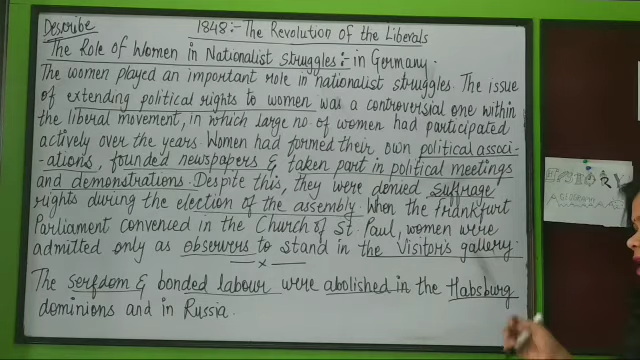 Describe
1848:- The Revolution of the Liberals
The Role of Women in Nationalist Struggles:- in Germany.
The women played an important role in nationalist struggles. The issue
of extending political rights to women was a controversial one within
the liberal movement, in which large no. of women had participated
actively over the years. Women had formed their own political associ-
-ations, founded newspapers & taken part in political meetings
and demonstrations. Despite this, they were denied suffrage
rights during the election of the assembly. When the frankfurt
Parliament convened in the Church of St. Paul, women were
admitted only as observers to stand in the Visitor's gallery.
x
The serfdom & bonded labour were abolished in the Habsburg
dominions and in Russia.